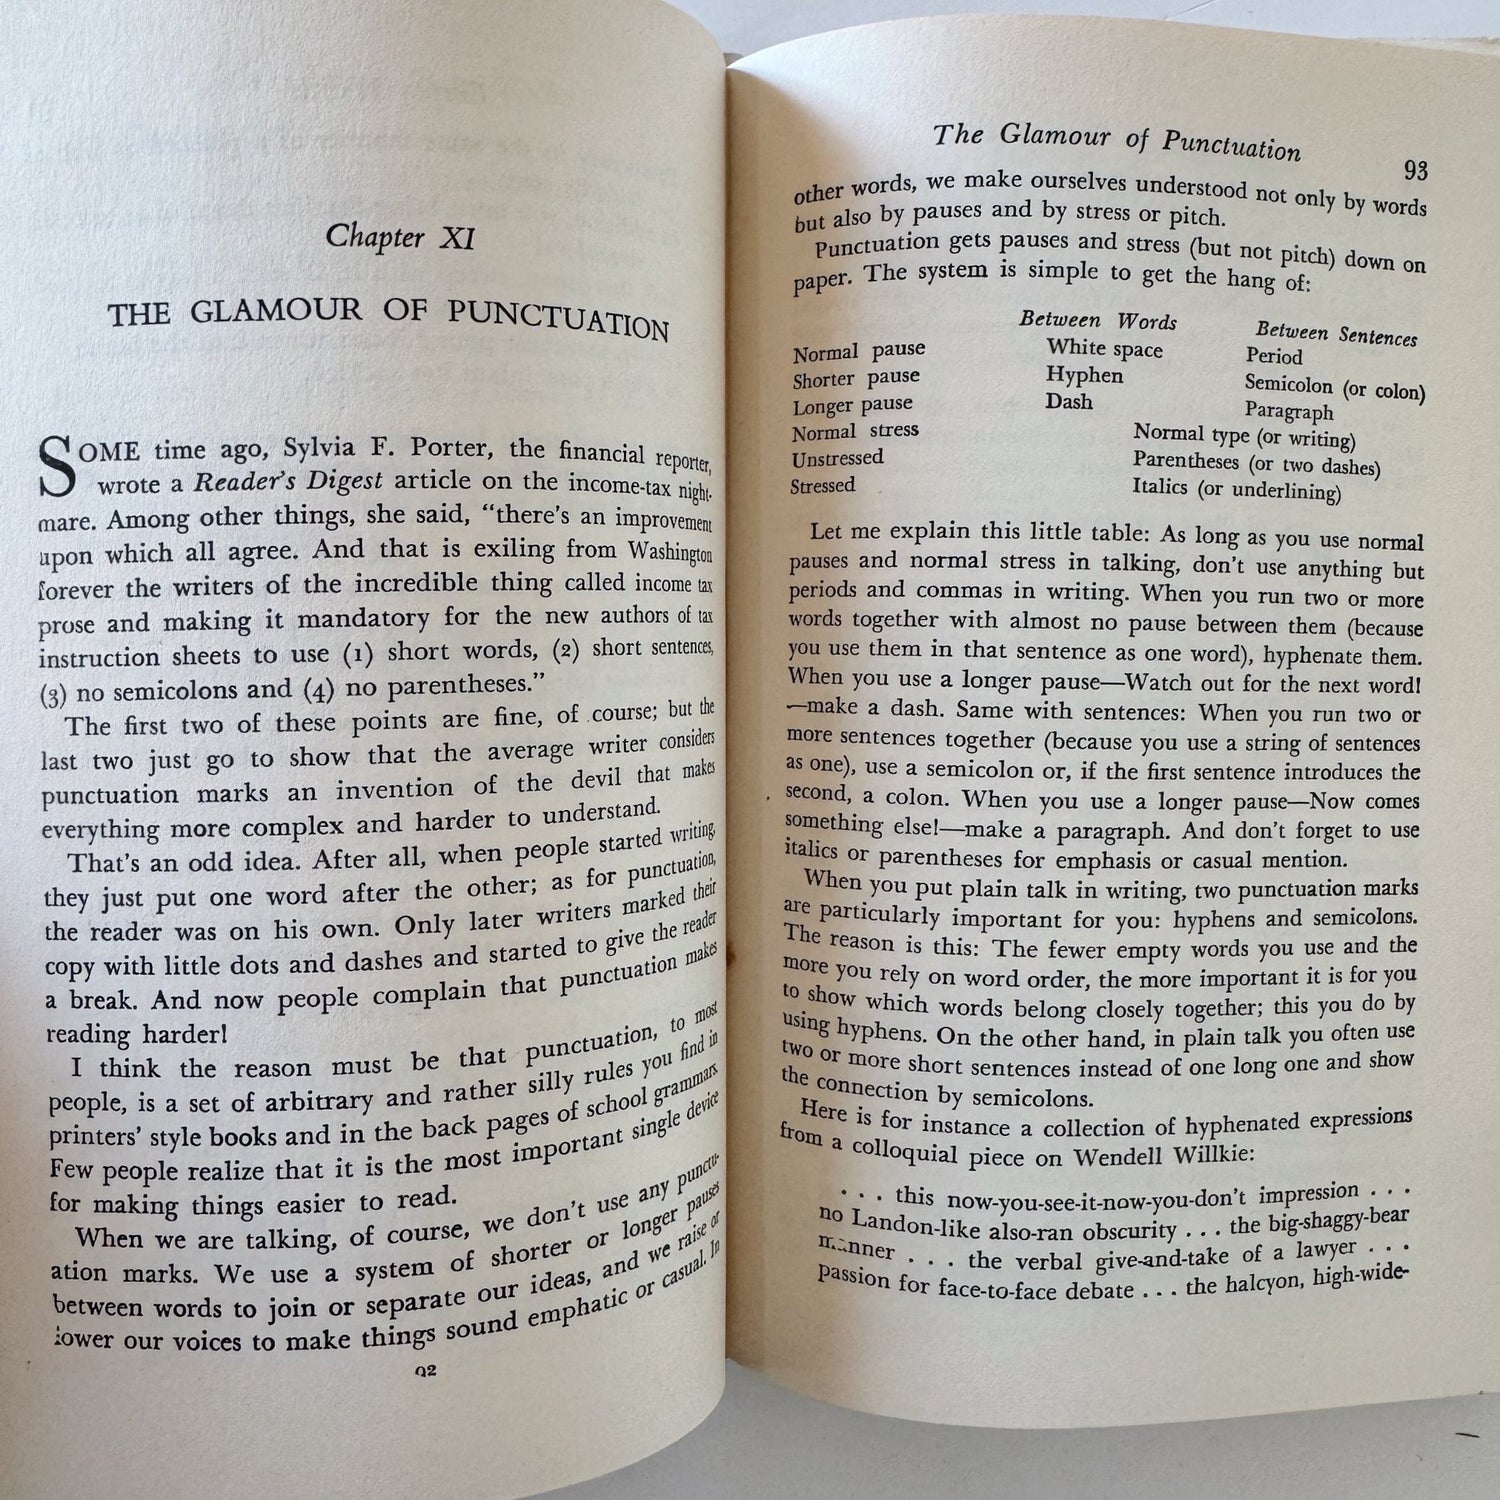 Chapter XI
THE GLAMOUR OF PUNCTUATION
SOME time ago, Sylvia F. Porter, the financial reporter,
wrote a Reader's Digest article on the income-tax night-
mare. Among other things, she said, "there's an improvement
upon which all agree. And that is exiling from Washington
forever the writers of the incredible thing called income tax
prose and making it mandatory for the new authors of tax
instruction sheets to use (1) short words, (2) short sentences,
(3) no semicolons and (4) no parentheses."
The first two of these points are fine, of course; but the
last two just go to show that the average writer considers
punctuation marks an invention of the devil that makes
everything more complex and harder to understand.
That's an odd idea. After all, when people started writing,
they just put one word after the other; as for punctuation,
the reader was on his own. Only later writers marked their
copy with little dots and dashes and started to give the reader
a break. And now people complain that punctuation makes
reading harder!
I think the reason must be that punctuation, to most
people, is a set of arbitrary and rather silly rules you find in
printers' style books and in the back pages of school grammars.
Few people realize that it is the most important single device
for making things easier to read.
When we are talking, of course, we don't use any punctu-
ation marks. We use a system of shorter or longer pauses
between words to join or separate our ideas, and we raise or
lower our voices to make things sound emphatic or casual. In
92
The Glamour of Punctuation 93
other words, we make ourselves understood not only by words
but also by pauses and by stress or pitch.
Punctuation gets pauses and stress (but not pitch) down on
paper. The system is simple to get the hang of:
Between Words Between Sentences
Normal pause White space Period
Shorter pause Hyphen Semicolon (or colon)
Longer pause Dash Paragraph
Normal stress Normal type (or writing)
Unstressed Parentheses (or two dashes)
Stressed Italics (or underlining)
Let me explain this little table: As long as you use normal
pauses and normal stress in talking, don't use anything but
periods and commas in writing. When you run two or more
words together with almost no pause between them (because
you use them in that sentence as one word), hyphenate them.
When you use a longer pause—Watch out for the next word!
—make a dash. Same with sentences: When you run two or
more sentences together (because you use a string of sentences
as one), use a semicolon or, if the first sentence introduces the
second, a colon. When you use a longer pause—Now comes
something else!—make a paragraph. And don't forget to use
italics or parentheses for emphasis or casual mention.
When you put plain talk in writing, two punctuation marks
are particularly important for you: hyphens and semicolons.
The reason is this: The fewer empty words you use and the
more you rely on word order, the more important it is for you
to show which words belong closely together; this you do by
using hyphens. On the other hand, in plain talk you often use
two or more short sentences instead of one long one and show
the connection by semicolons.
Here is for instance a collection of hyphenated expressions
from a colloquial piece on Wendell Willkie:
. . . this now-you-see-it-now-you-don't impression . . .
no Landon-like also-ran obscurity . . . the big-shaggy-bear
manner . . . the verbal give-and-take of a lawyer . . .
passion for face-to-face debate . . . the halcyon, high-wide-